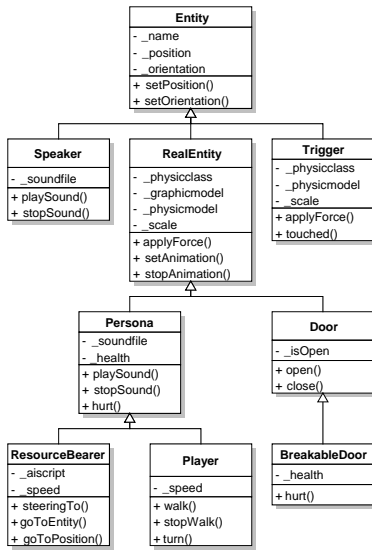 Entity
- _name
- _position
- _orientation
+ setPosition()
+ setOrientation()
Speaker
- _soundfile
+ playSound()
+ stopSound()
RealEntity
- _physicclass
- _graphicmodel
- _physicmodel
- _scale
+ applyForce()
+ setAnimation()
+ stopAnimation()
Trigger
- _physicclass
- _physicmodel
- _scale
+ applyForce()
+ touched()
Persona
- _soundfile
- _health
+ playSound()
+ stopSound()
+ hurt()
Door
- _isOpen
+ open()
+ close()
ResourceBearer
- _aiscript
- _speed
+ steeringTo()
+ goToEntity()
+ goToPosition()
Player
- _speed
+ walk()
+ stopWalk()
+ turn()
BreakableDoor
- _health
+ hurt()